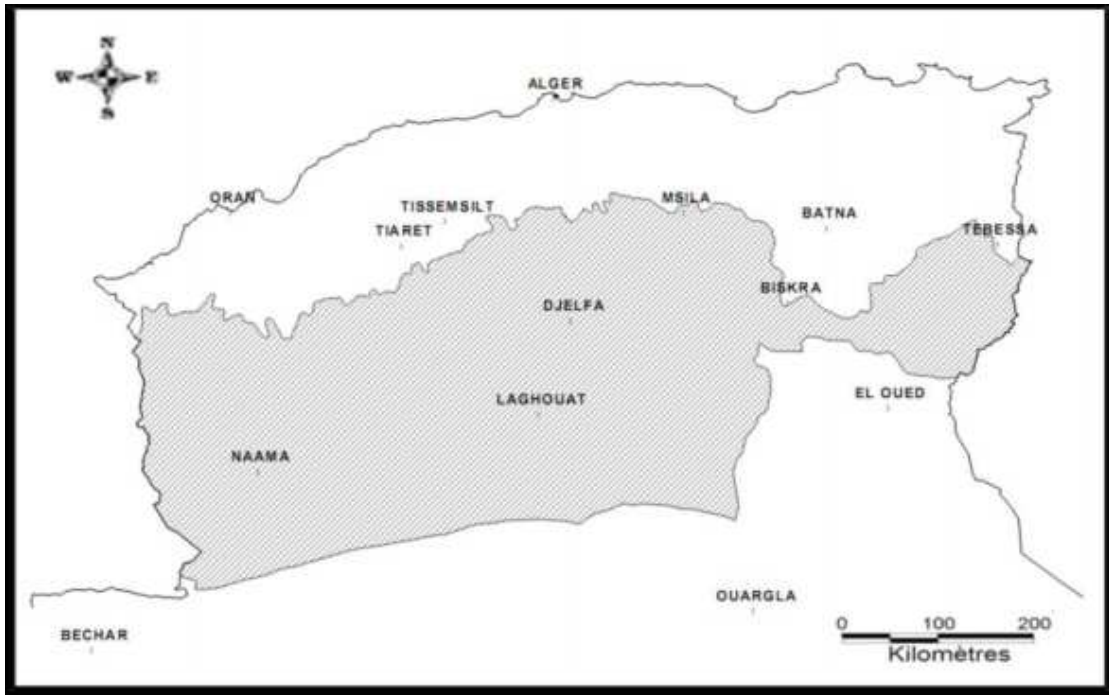 N
W E
S
ALGER
ORAN
TISSEMSILT
MSILA
TIARET
BATNA
TEBESSA
BISKRA
DJELFA
LAGHOUAT
EL OUED
NAAMA
OUARGLA
BECHAR
0 100 200
Kilomètres